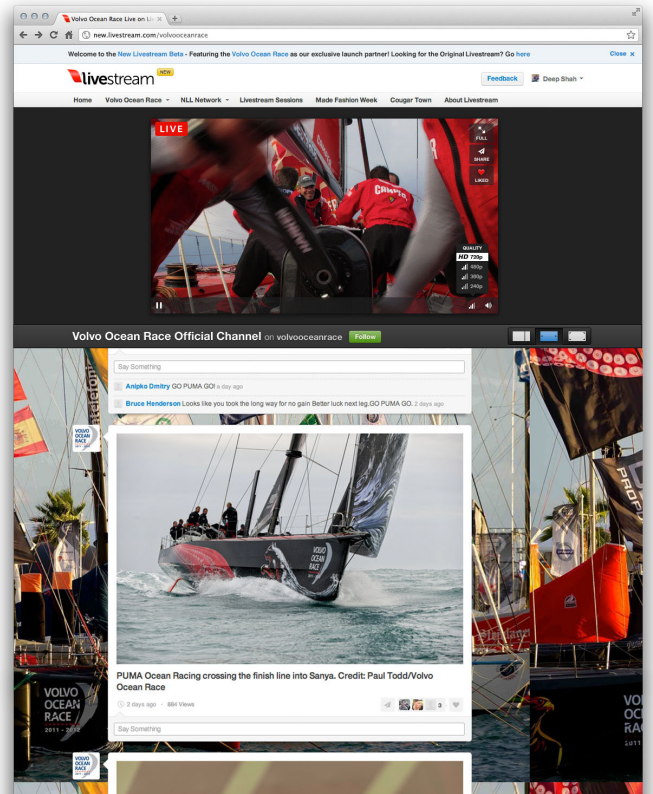 Volvo Ocean Race Live on Liv
new.livestream.com/volvooceanrace
Welcome to the New Livestream Beta - Featuring the Volvo Ocean Race as our exclusive launch partner! Looking for the Original Livestream? Go here
Close x
livestream NEW
Feedback
Deep Shah
Home Volvo Ocean Race NLL Network Livestream Sessions Made Fashion Week Cougar Town About Livestream
LIVE
FULL
SHARE
LIKED
CAMPER
QUALITY
HD 720p
480p
360p
240p
Volvo Ocean Race Official Channel on volvooceanrace Follow
Say Something
Anipko Dmitry GO PUMA GO! a day ago
Bruce Henderson Looks like you took the long way for no gain Better luck next leg.GO PUMA GO. 2 days ago
VOLVO
OCEAN
RACE
VOLVO
OCEAN
RACE
PUMA Ocean Racing crossing the finish line into Sanya. Credit: Paul Todd/Volvo
Ocean Race
2 days ago · 884 Views
3
Say Something
VOLVO
OCEAN
RACE
2011 - 2012
VOLVO
OCEAN
RACE